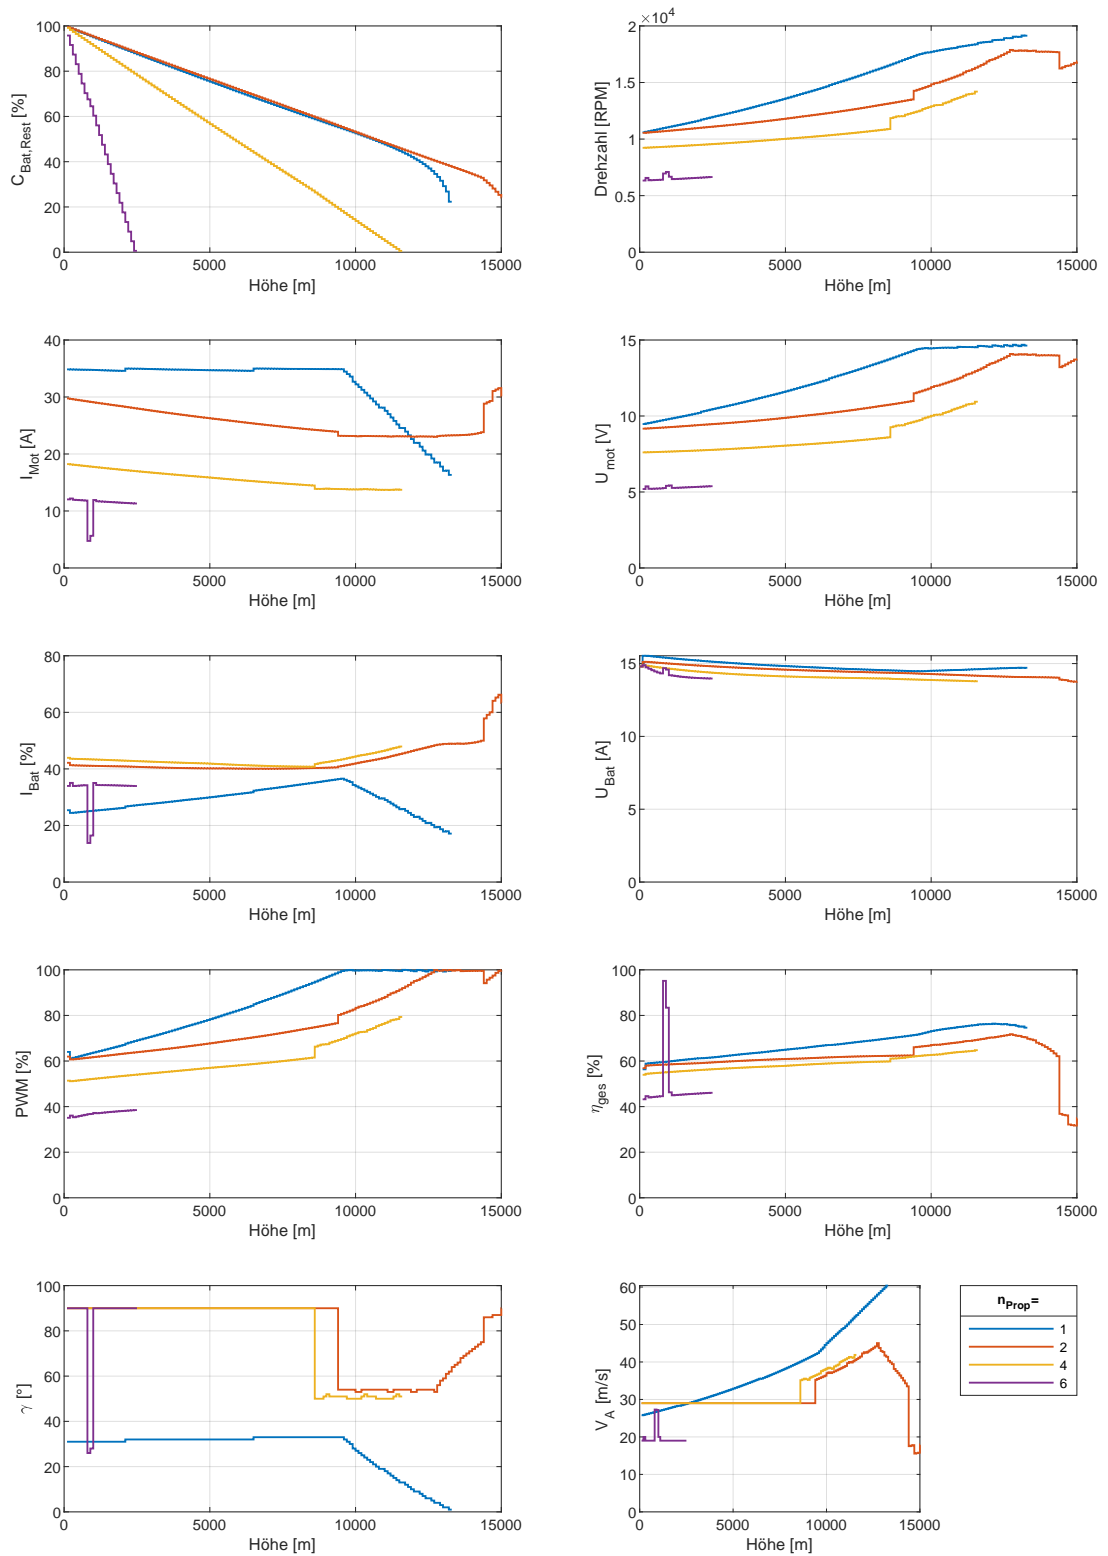 100
80
60
40
20
0
C_Bat,Rest [%]
0 5000 10000 15000
Höhe [m]
×10^4
2
1.5
1
0.5
0
Drehzahl [RPM]
0 5000 10000 15000
Höhe [m]
40
30
20
10
0
I_Mot [A]
0 5000 10000 15000
Höhe [m]
15
10
5
0
U_mot [V]
0 5000 10000 15000
Höhe [m]
80
60
40
20
0
I_Bat [%]
0 5000 10000 15000
Höhe [m]
15
10
5
0
U_Bat [A]
0 5000 10000 15000
Höhe [m]
100
80
60
40
20
0
PWM [%]
0 5000 10000 15000
Höhe [m]
100
80
60
40
20
0
η_ges [%]
0 5000 10000 15000
Höhe [m]
100
80
60
40
20
0
γ [°]
0 5000 10000 15000
Höhe [m]
60
50
40
30
20
10
0
V_A [m/s]
0 5000 10000 15000
Höhe [m]
n_Prop=
1
2
4
6